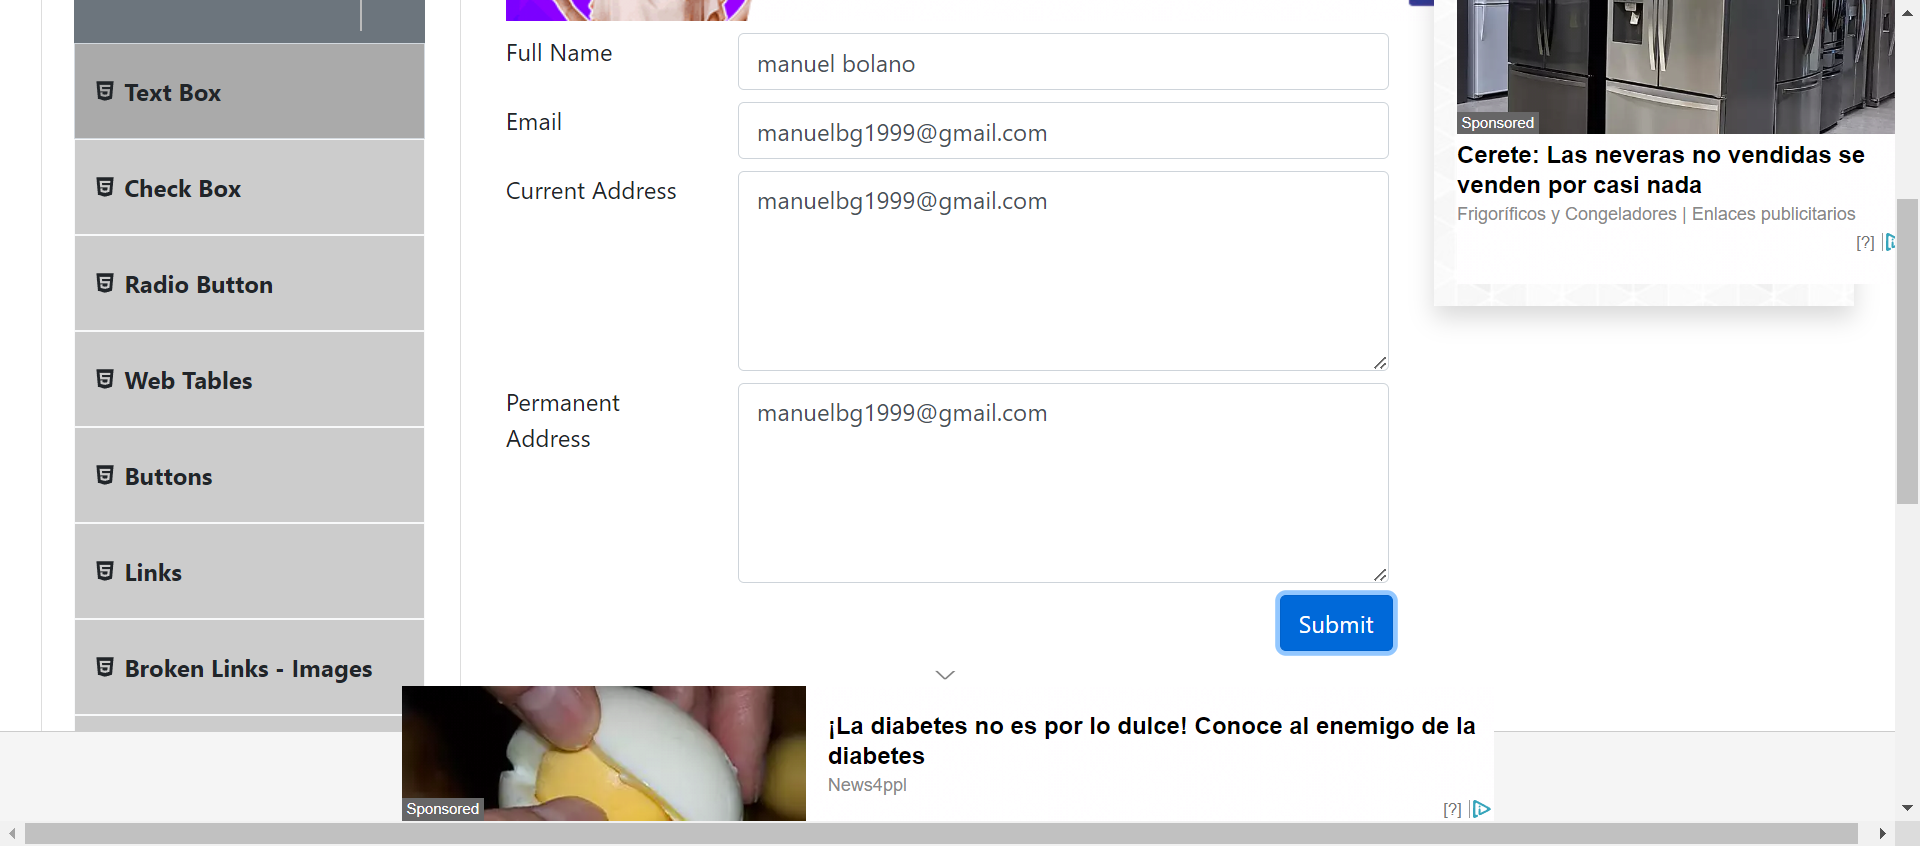 Text Box
Check Box
Radio Button
Web Tables
Buttons
Links
Broken Links - Images
Full Name
manuel bolano
Email
manuelbg1999@gmail.com
Current Address
manuelbg1999@gmail.com
Permanent
Address
manuelbg1999@gmail.com
Submit
Sponsored
Cerete: Las neveras no vendidas se
venden por casi nada
Frigoríficos y Congeladores | Enlaces publicitarios
[?]
Sponsored
¡La diabetes no es por lo dulce! Conoce al enemigo de la
diabetes
News4ppl
[?]